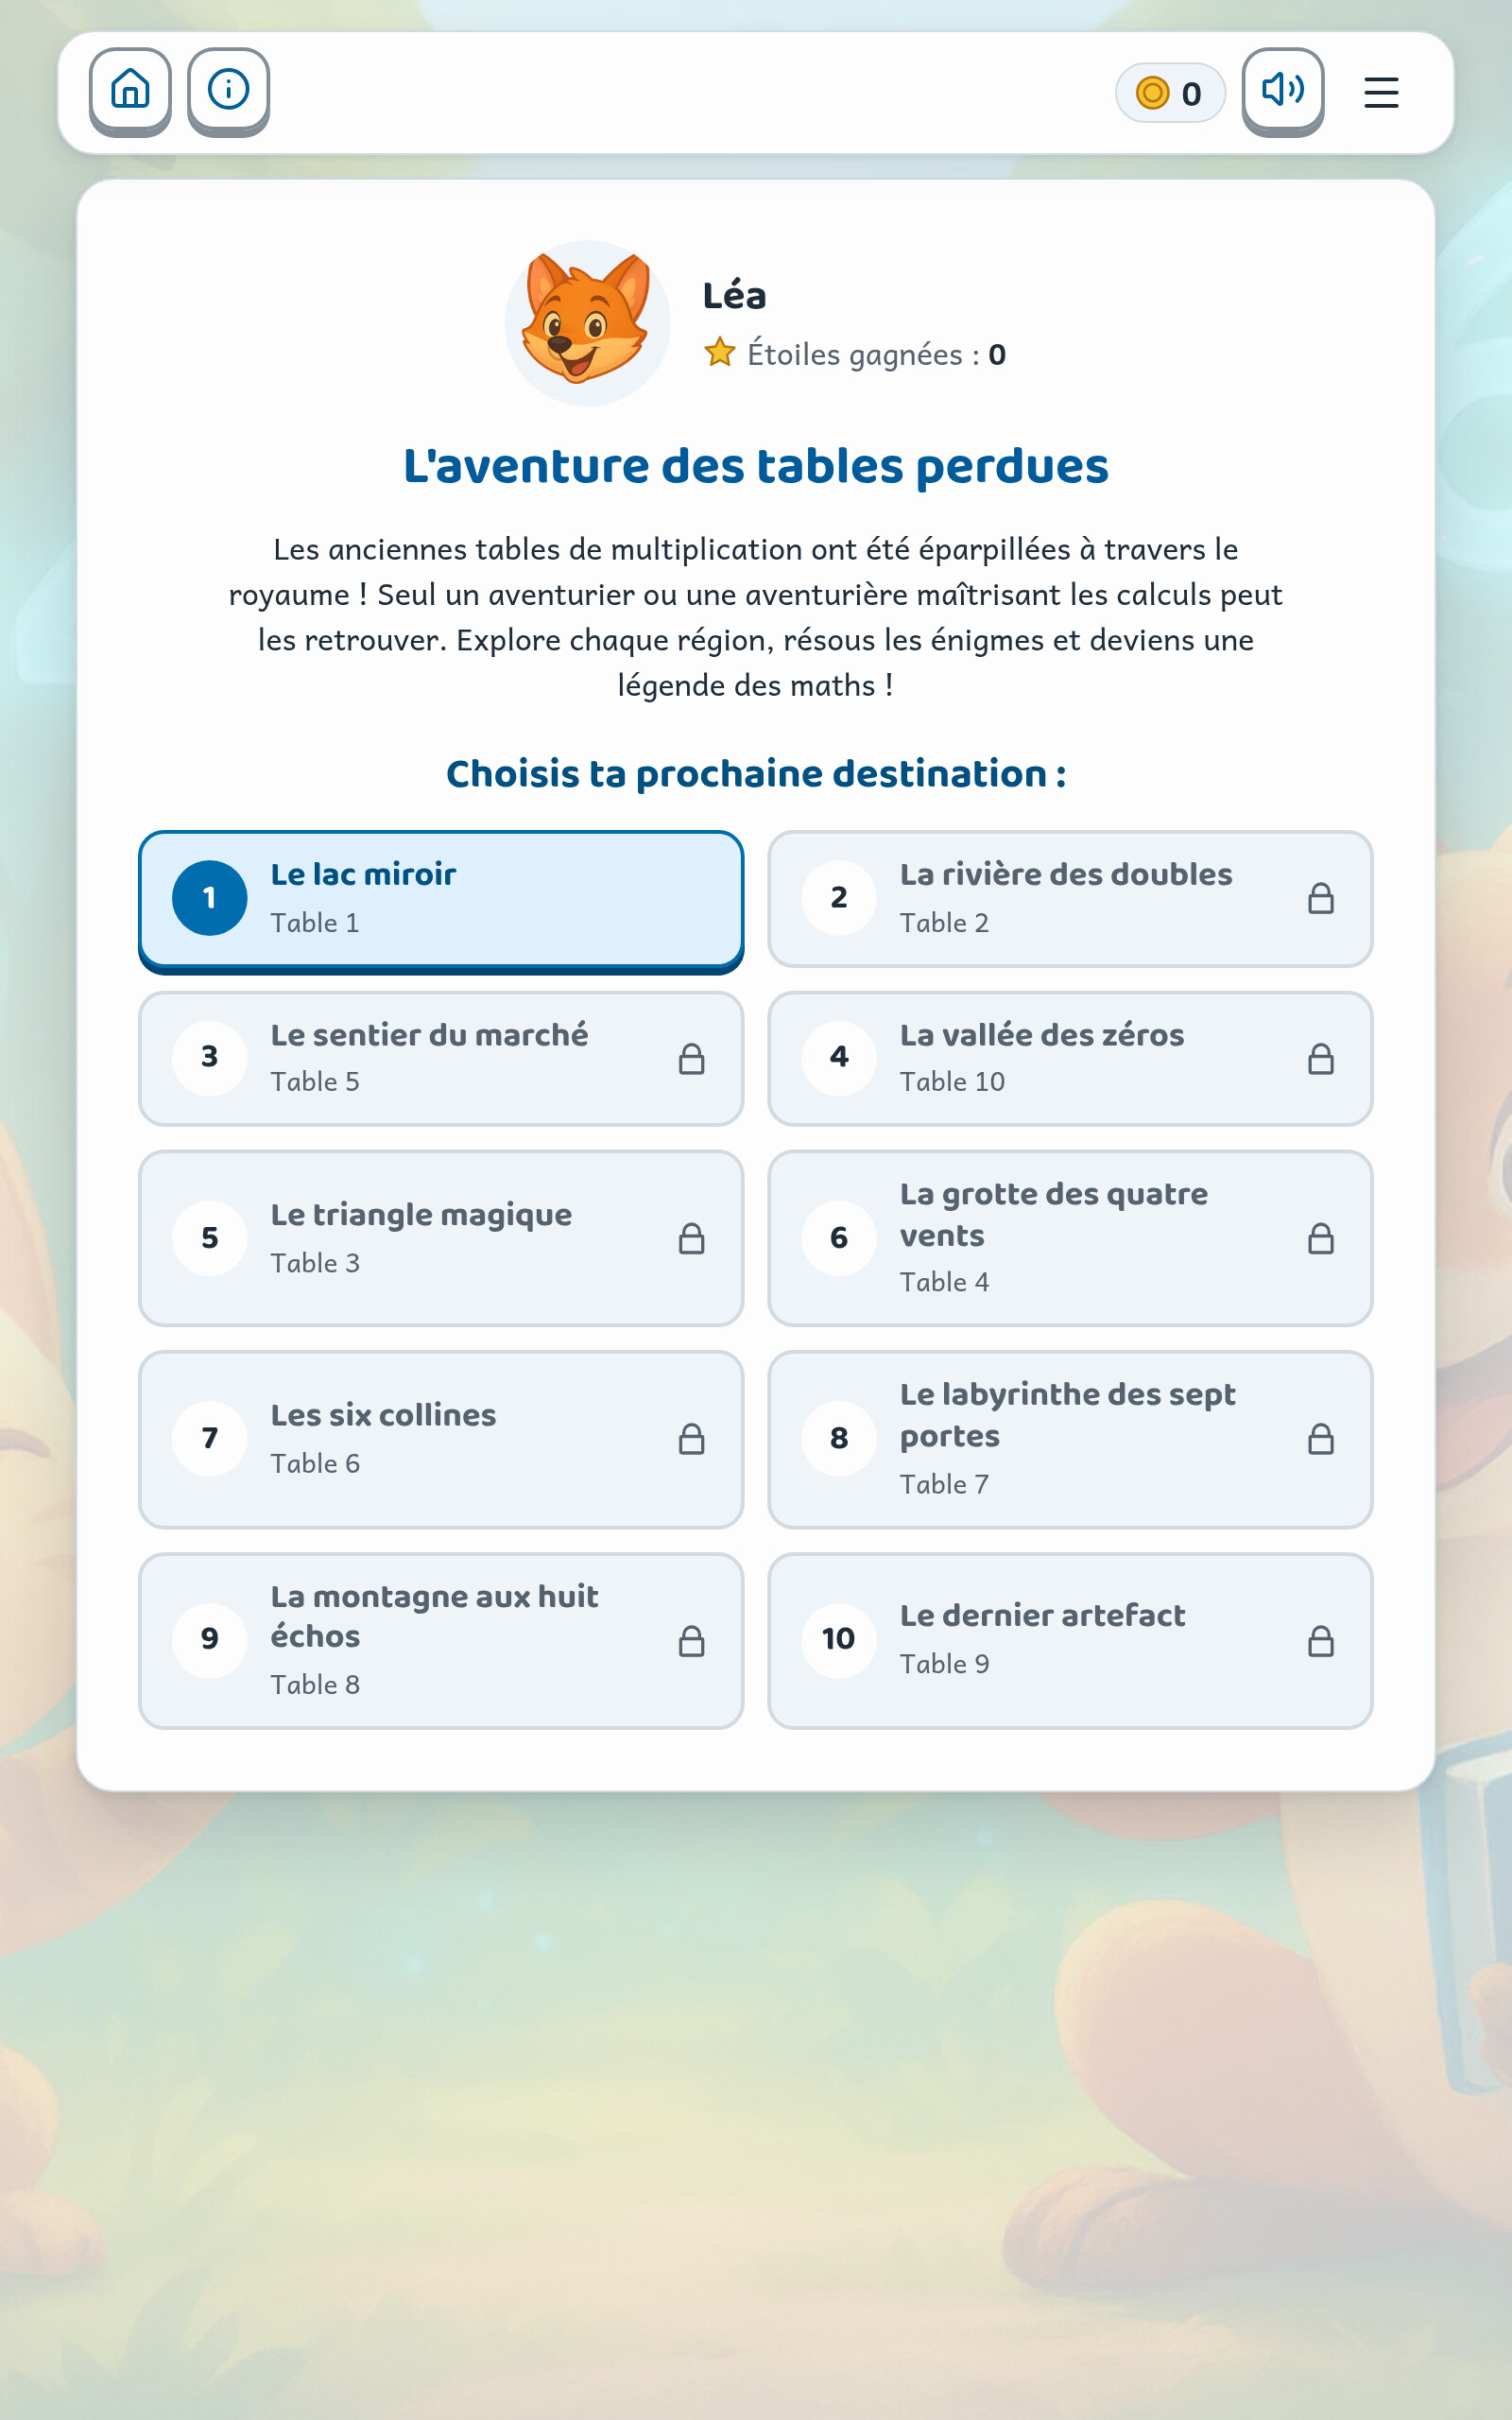 0
Léa
Étoiles gagnées : 0
L'aventure des tables perdues
Les anciennes tables de multiplication ont été éparpillées à travers le
royaume ! Seul un aventurier ou une aventurière maîtrisant les calculs peut
les retrouver. Explore chaque région, résous les énigmes et deviens une
légende des maths !
Choisis ta prochaine destination :
1
Le lac miroir
Table 1
2
La rivière des doubles
Table 2
3
Le sentier du marché
Table 5
4
La vallée des zéros
Table 10
5
Le triangle magique
Table 3
6
La grotte des quatre
vents
Table 4
7
Les six collines
Table 6
8
Le labyrinthe des sept
portes
Table 7
9
La montagne aux huit
échos
Table 8
10
Le dernier artefact
Table 9